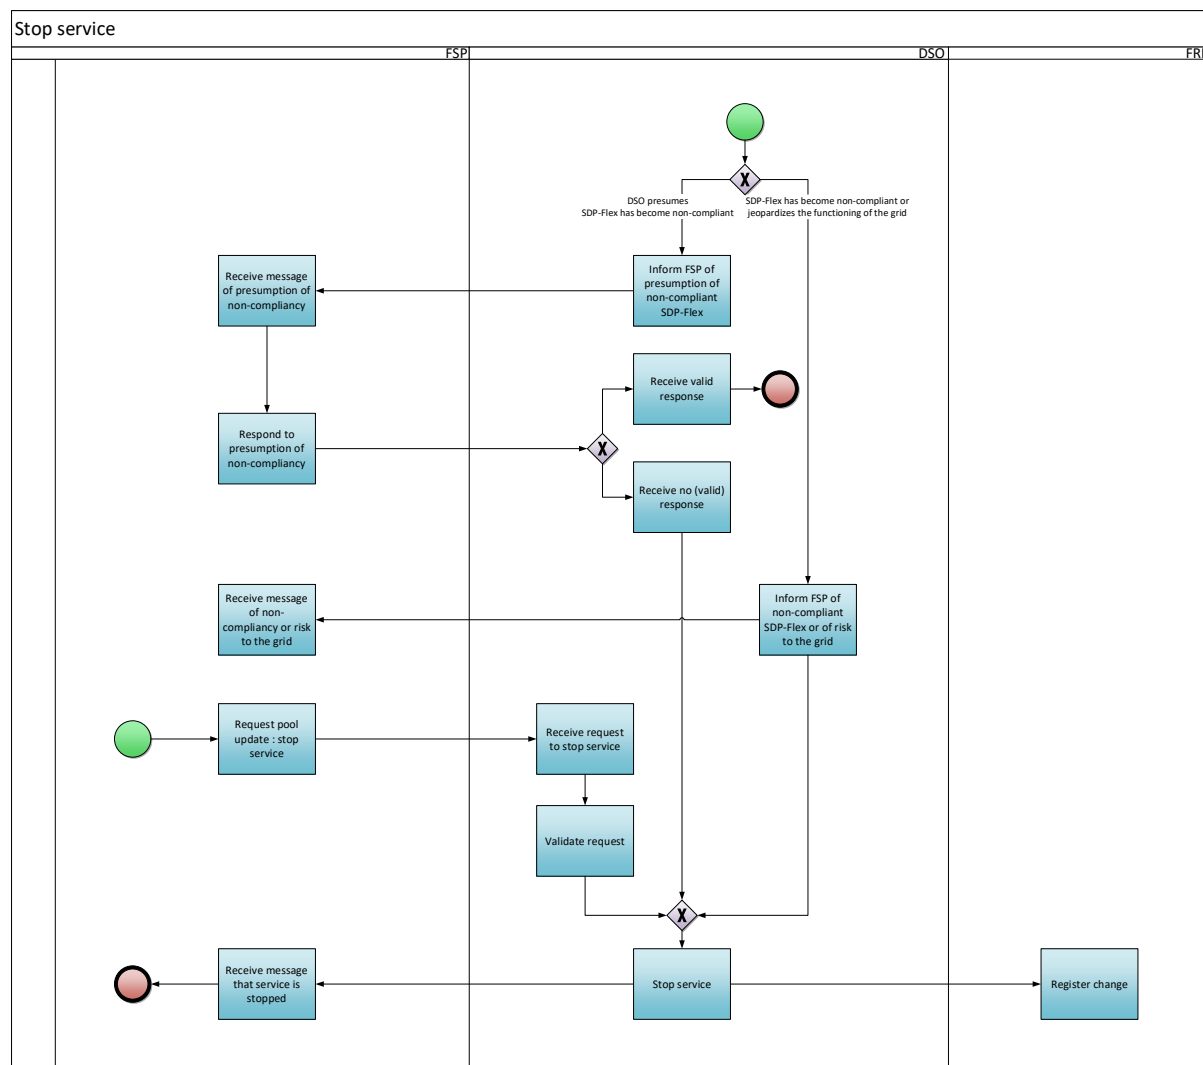 Stop service
FSP
DSO
FR
DSO presumes
SDP-Flex has become non-compliant
SDP-Flex has become non-compliant or
jeopardizes the functioning of the grid
Receive message
of presumption of
non-compliancy
Inform FSP of
presumption of
non-compliant
SDP-Flex
Receive valid
response
Respond to
presumption of
non-compliancy
Receive no (valid)
response
Receive message
of non-
compliancy or risk
to the grid
Inform FSP of
non-compliant
SDP-Flex or of risk
to the grid
Request pool
update : stop
service
Receive request
to stop service
Validate request
Receive message
that service is
stopped
Stop service
Register change